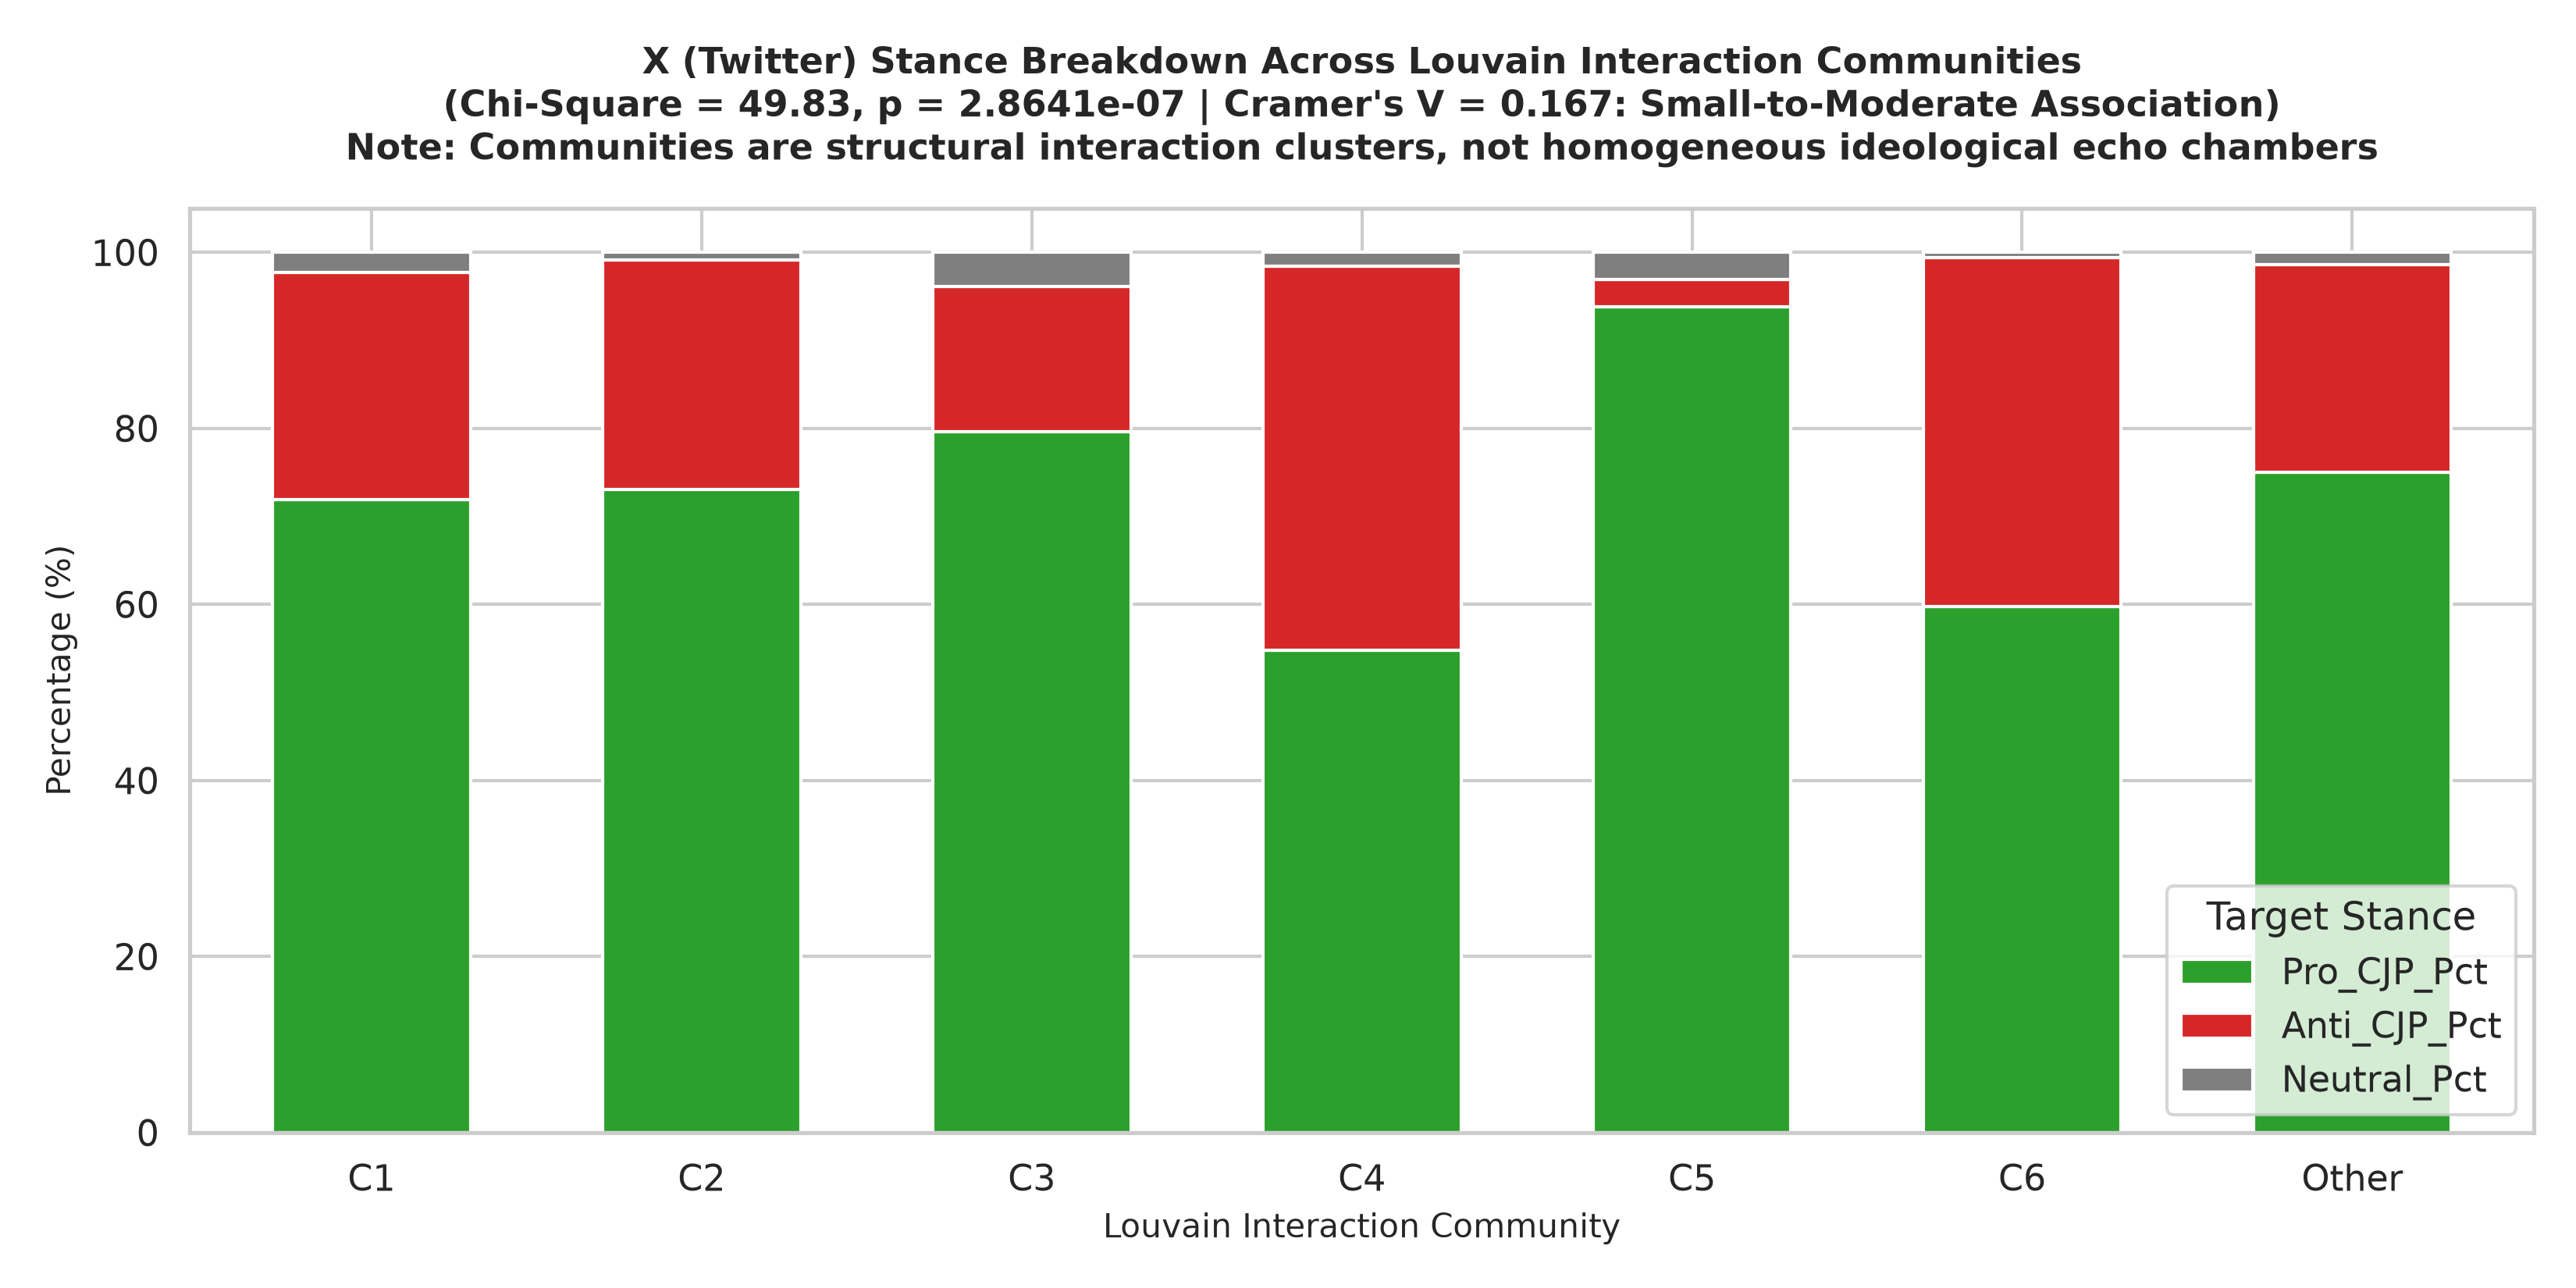 X (Twitter) Stance Breakdown Across Louvain Interaction Communities
(Chi-Square = 49.83, p = 2.8641e-07 | Cramer's V = 0.167: Small-to-Moderate Association)
Note: Communities are structural interaction clusters, not homogeneous ideological echo chambers
100
80
60
40
20
0
Percentage (%)
C1 C2 C3 C4 C5 C6 Other
Louvain Interaction Community
Target Stance
Pro_CJP_Pct
Anti_CJP_Pct
Neutral_Pct